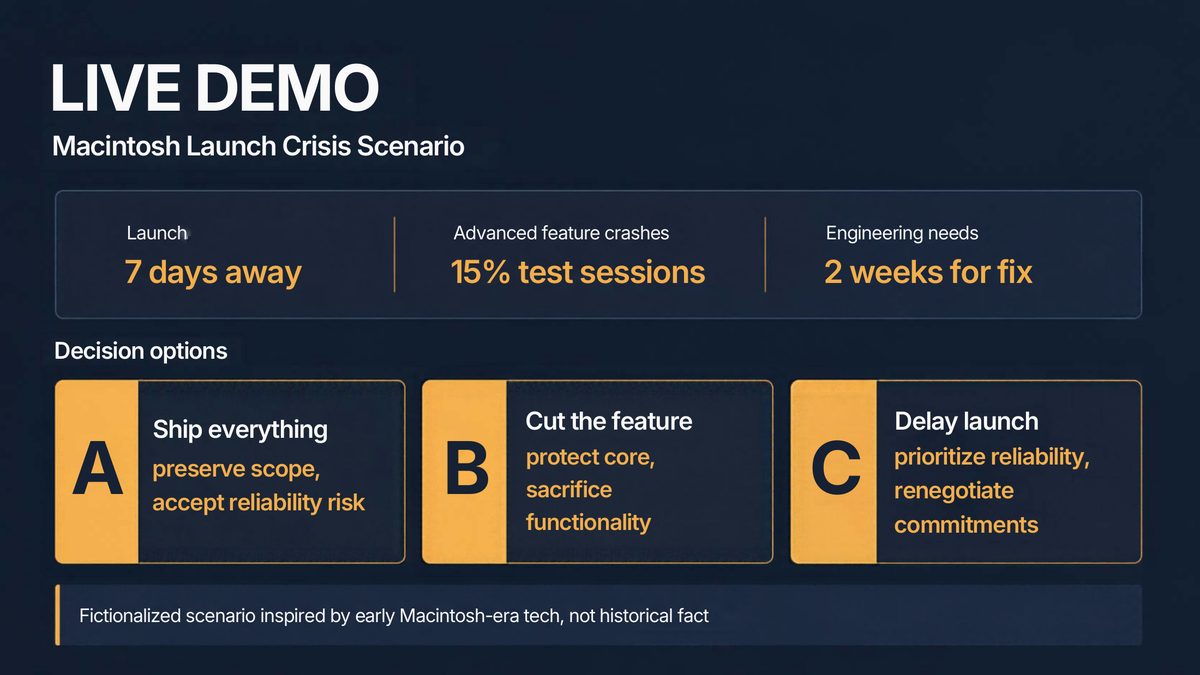 LIVE DEMO
Macintosh Launch Crisis Scenario
Launch
7 days away
Advanced feature crashes
15% test sessions
Engineering needs
2 weeks for fix
Decision options
A
Ship everything
preserve scope,
accept reliability risk
B
Cut the feature
protect core,
sacrifice
functionality
C
Delay launch
prioritize reliability,
renegotiate
commitments
Fictionalized scenario inspired by early Macintosh-era tech, not historical fact